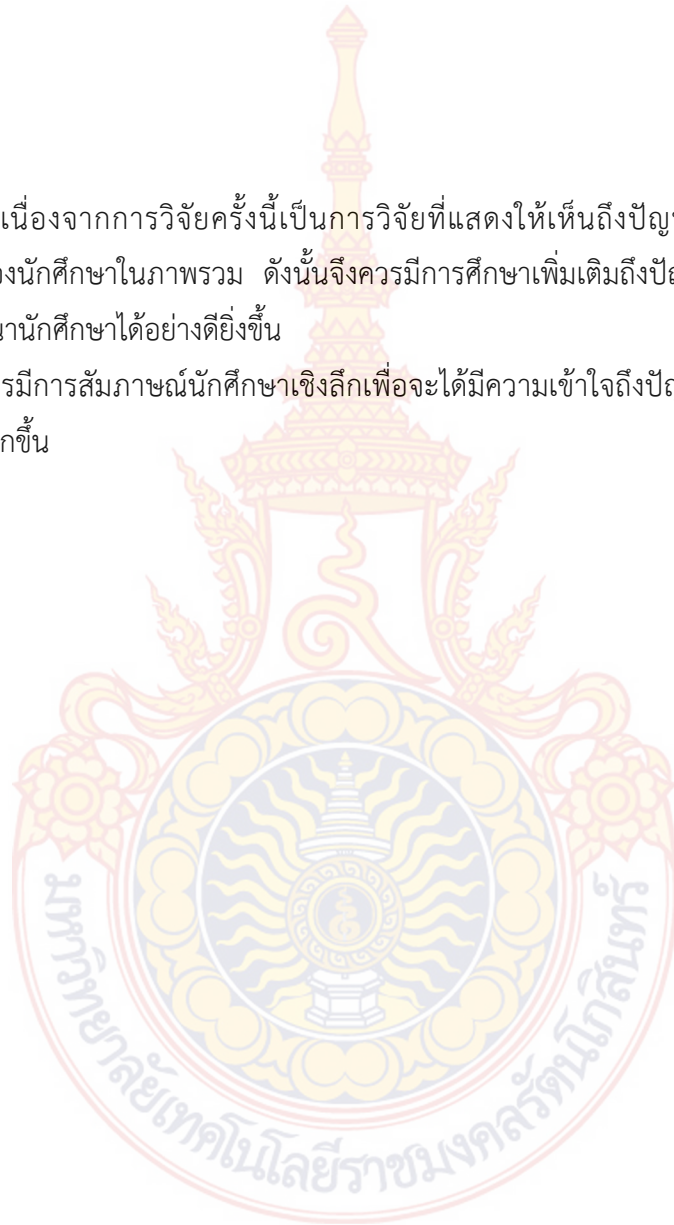 เนื่องจากการวิจัยครั้งนี้เป็นการวิจัยที่แสดงให้เห็นถึงปัญ
องนักศึกษาในภาพรวม ดังนั้นจึงควรมีการศึกษาเพิ่มเติมถึงปัญ
นานักศึกษาได้อย่างดียิ่งขึ้น
รมีการสัมภาษณ์นักศึกษาเชิงลึกเพื่อจะได้มีความเข้าใจถึงปัญ
กขึ้น
มหาวิทยาลัยเทคโนโลยีราชมงคลรัตนโกสินทร์